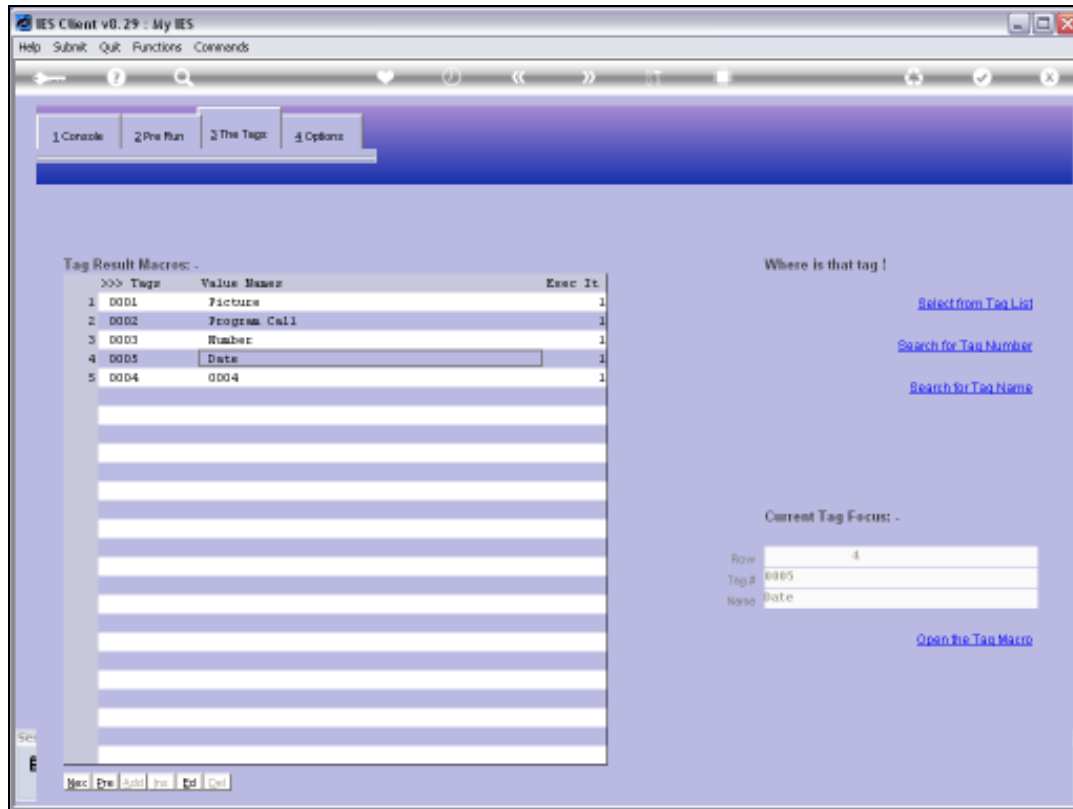 IES Client v8.29 : My IES
Help Submit Quit Functions Commands
1 Console 2 Pre Run 3 The Tags 4 Options
Tag Result Macros: -
Where is that tag !
>>> Tags Value Names Exec It
1 0001 Picture 1
2 0002 Program Call 1
3 0003 Number 1
4 0005 Date 1
5 0004 0004 1
Select from Tag List
Search for Tag Number
Search for Tag Name
Current Tag Focus: -
Row 4
Tag # 0005
Name Date
Open the Tag Macro
Nex Pre Add Ins Ed Del